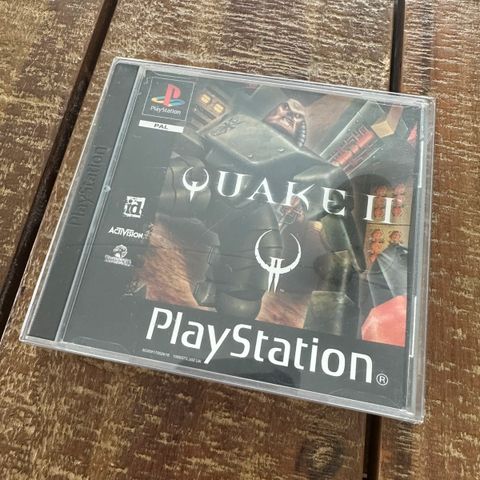 PlayStation
PAL
PlayStation
QUAKE II
id
ACTIVISION
PlayStation®